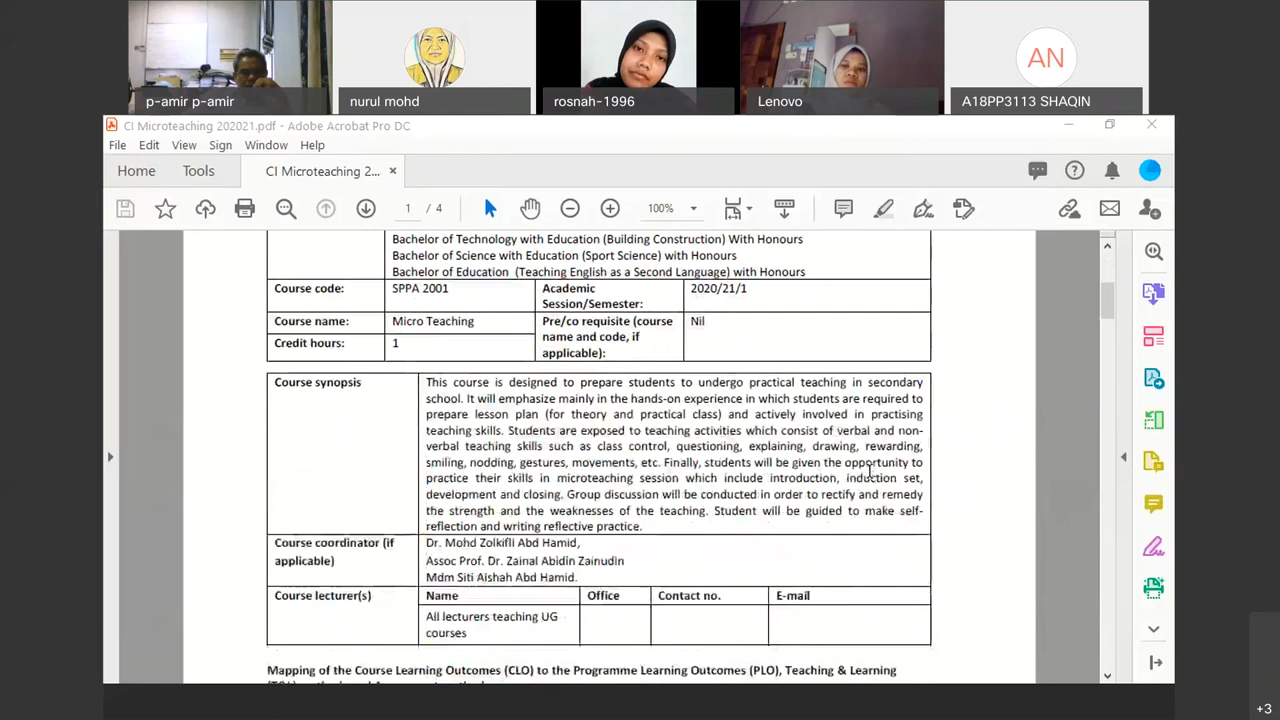 AN
p-amir p-amir
nurul mohd
rosnah-1996
Lenovo
A18PP3113 SHAQIN
CI Microteaching 202021.pdf - Adobe Acrobat Pro DC
File Edit View Sign Window Help
Home Tools CI Microteaching 2... ×
1 / 4 100%
Bachelor of Technology with Education (Building Construction) With Honours
Bachelor of Science with Education (Sport Science) with Honours
Bachelor of Education (Teaching English as a Second Language) with Honours
Course code: SPPA 2001 Academic Session/Semester: 2020/21/1
Course name: Micro Teaching Pre/co requisite (course name and code, if applicable): Nil
Credit hours: 1
Course synopsis
This course is designed to prepare students to undergo practical teaching in secondary
school. It will emphasize mainly in the hands-on experience in which students are required to
prepare lesson plan (for theory and practical class) and actively involved in practising
teaching skills. Students are exposed to teaching activities which consist of verbal and non-
verbal teaching skills such as class control, questioning, explaining, drawing, rewarding,
smiling, nodding, gestures, movements, etc. Finally, students will be given the opportunity to
practice their skills in microteaching session which include introduction, induction set,
development and closing. Group discussion will be conducted in order to rectify and remedy
the strength and the weaknesses of the teaching. Student will be guided to make self-
reflection and writing reflective practice.
Course coordinator (if applicable)
Dr. Mohd Zolkifli Abd Hamid,
Assoc Prof. Dr. Zainal Abidin Zainudin
Mdm Siti Aishah Abd Hamid.
Course lecturer(s) Name Office Contact no. E-mail
All lecturers teaching UG
courses
Mapping of the Course Learning Outcomes (CLO) to the Programme Learning Outcomes (PLO), Teaching & Learning
+3